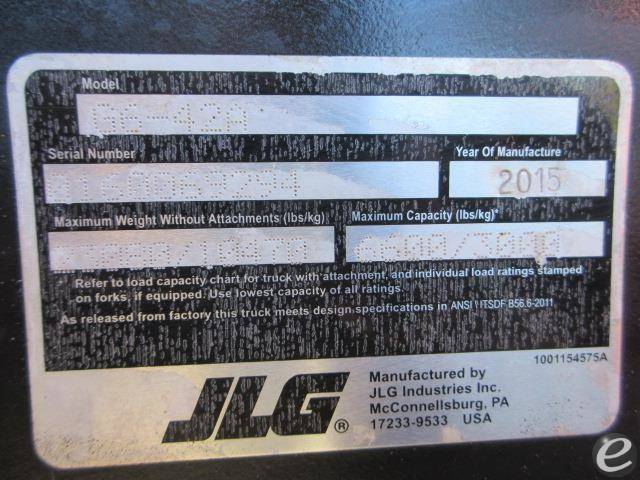 Model
G6-42A
Serial Number
Year Of Manufacture
2015
Maximum Weight Without Attachments (lbs/kg)
Maximum Capacity (lbs/kg)*
6600/3000
* Refer to load capacity chart for truck with attachment, and individual load ratings stamped
on forks, if equipped. Use lowest capacity of all ratings.
As released from factory this truck meets design specifications in ANSI / ITSDF B56.6-2011
1001154575A
JLG®
Manufactured by
JLG Industries Inc.
McConnellsburg, PA
17233-9533 USA
e